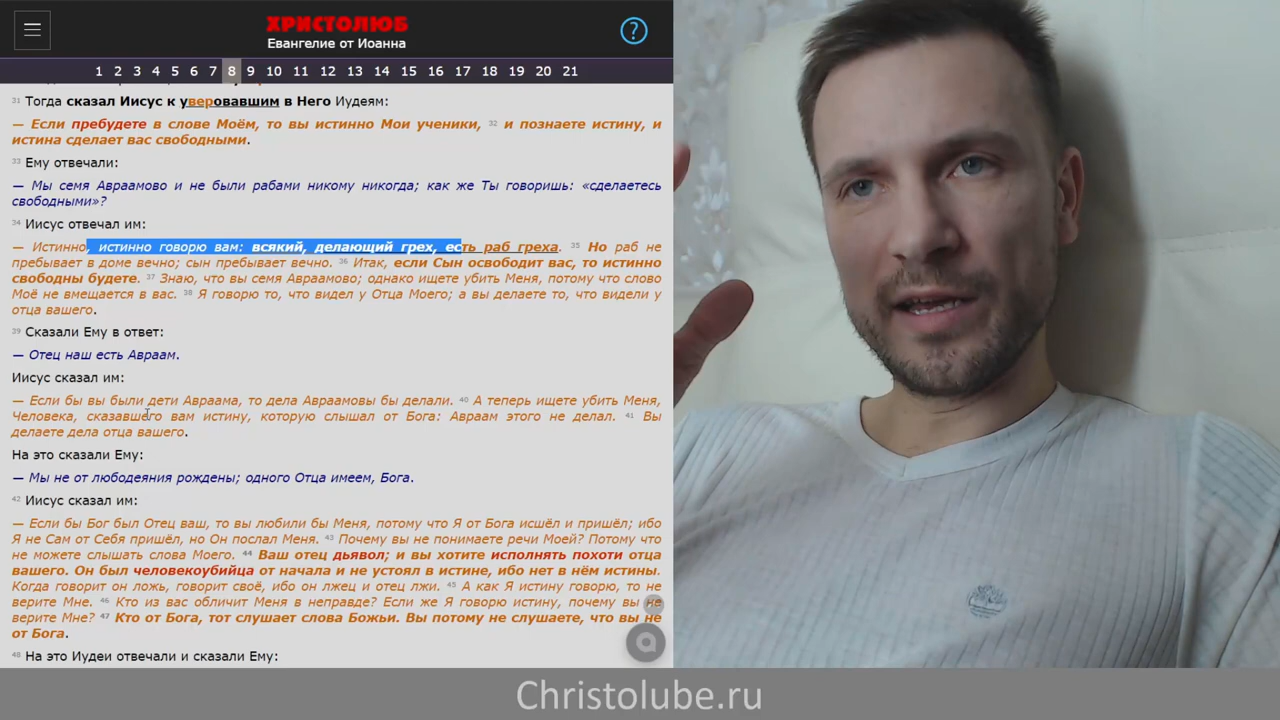 ХРИСТОЛЮБ
Евангелие от Иоанна
?
1 2 3 4 5 6 7 8 9 10 11 12 13 14 15 16 17 18 19 20 21
31 Тогда сказал Иисус к уверовавшим в Него Иудеям:
— Если пребудете в слове Моём, то вы истинно Мои ученики, 32 и познаете истину, и
истина сделает вас свободными.
33 Ему отвечали:
— Мы семя Авраамово и не были рабами никому никогда; как же Ты говоришь: «сделаетесь
свободными»?
34 Иисус отвечал им:
— Истинно, истинно говорю вам: всякий, делающий грех, есть раб греха. 35 Но раб не
пребывает в доме вечно; сын пребывает вечно. 36 Итак, если Сын освободит вас, то истинно
свободны будете. 37 Знаю, что вы семя Авраамово; однако ищете убить Меня, потому что слово
Моё не вмещается в вас. 38 Я говорю то, что видел у Отца Моего; а вы делаете то, что видели у
отца вашего.
39 Сказали Ему в ответ:
— Отец наш есть Авраам.
Иисус сказал им:
— Если бы вы были дети Авраама, то дела Авраамовы бы делали. 40 А теперь ищете убить Меня,
Человека, сказавшего вам истину, которую слышал от Бога: Авраам этого не делал. 41 Вы
делаете дела отца вашего.
На это сказали Ему:
— Мы не от любодеяния рождены; одного Отца имеем, Бога.
42 Иисус сказал им:
— Если бы Бог был Отец ваш, то вы любили бы Меня, потому что Я от Бога исшёл и пришёл; ибо
Я не Сам от Себя пришёл, но Он послал Меня. 43 Почему вы не понимаете речи Моей? Потому что
не можете слышать слова Моего. 44 Ваш отец дьявол; и вы хотите исполнять похоти отца
вашего. Он был человекоубийца от начала и не устоял в истине, ибо нет в нём истины.
Когда говорит он ложь, говорит своё, ибо он лжец и отец лжи. 45 А как Я истину говорю, то не
верите Мне. 46 Кто из вас обличит Меня в неправде? Если же Я говорю истину, почему вы не
верите Мне? 47 Кто от Бога, тот слушает слова Божьи. Вы потому не слушаете, что вы не
от Бога.
48 На это Иудеи отвечали и сказали Ему:
Christolube.ru